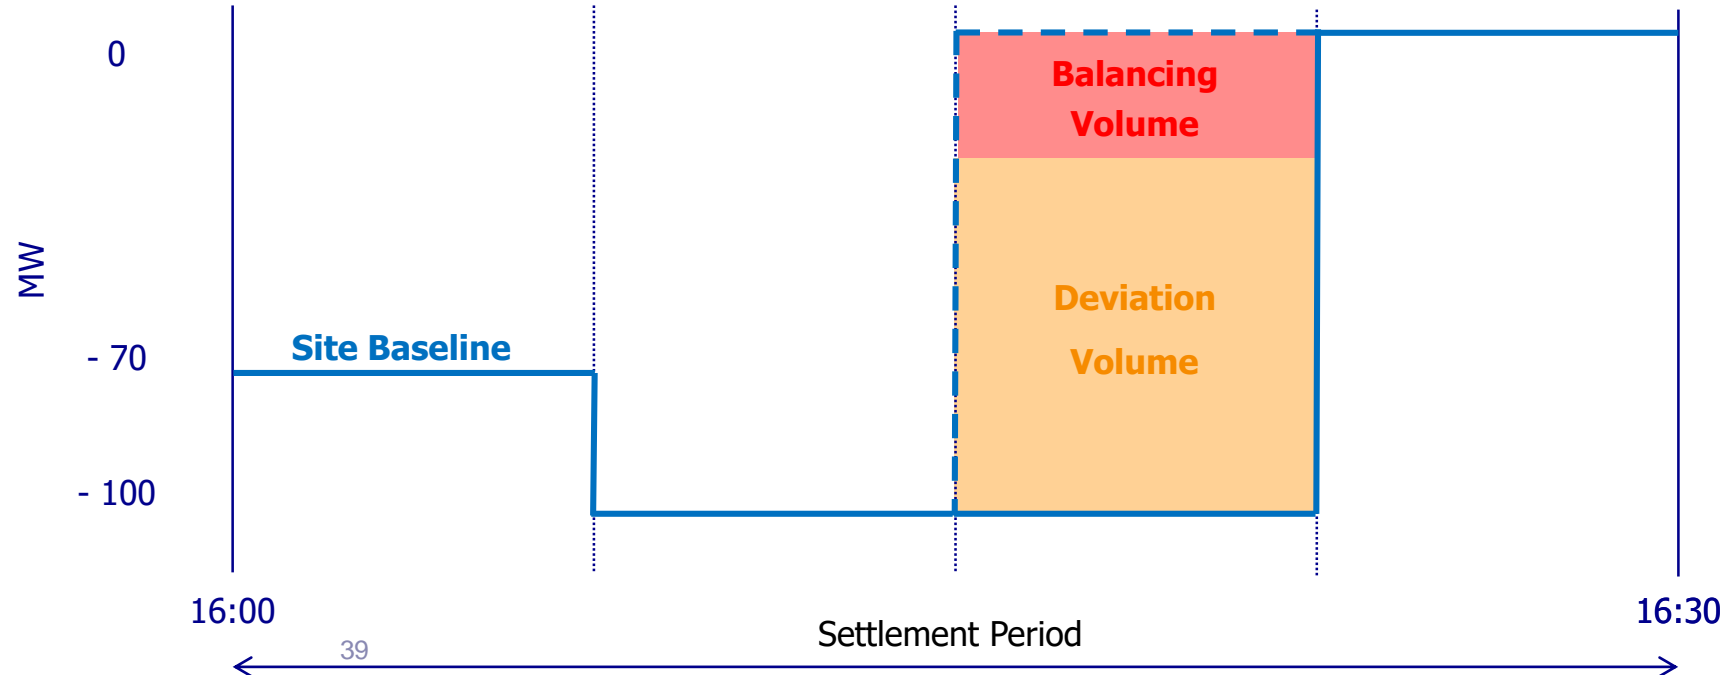 0
Balancing
Volume
MW
Deviation
Volume
Site Baseline
- 70
- 100
16:00
16:30
Settlement Period
39